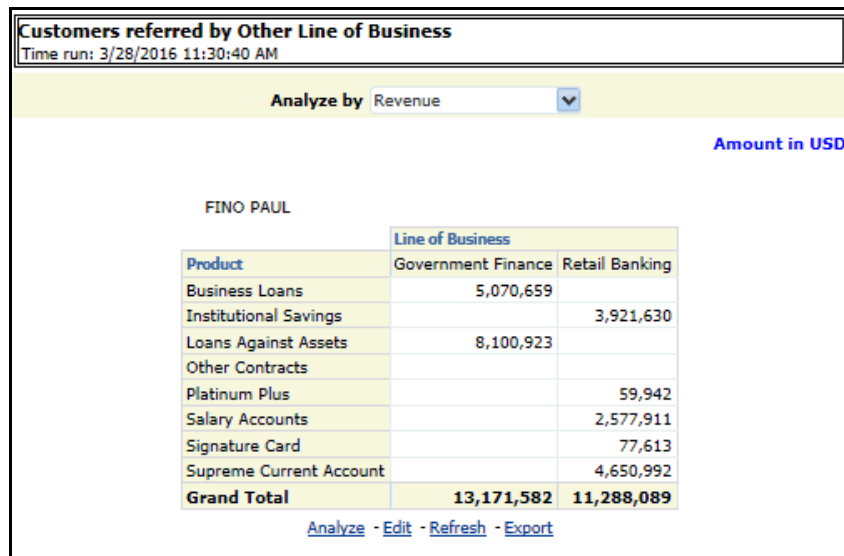 Customers referred by Other Line of Business
Time run: 3/28/2016 11:30:40 AM
Analyze by Revenue
Amount in USD
FINO PAUL
Line of Business
Product Government Finance Retail Banking
Business Loans 5,070,659
Institutional Savings 3,921,630
Loans Against Assets 8,100,923
Other Contracts
Platinum Plus 59,942
Salary Accounts 2,577,911
Signature Card 77,613
Supreme Current Account 4,650,992
Grand Total 13,171,582 11,288,089
Analyze - Edit - Refresh - Export